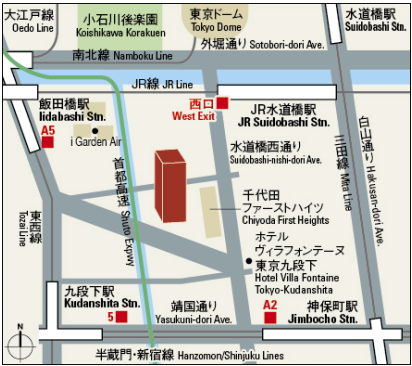 大江戸線
Oedo Line
小石川後楽園
Koishikawa Korakuen
東京ドーム
Tokyo Dome
水道橋駅
Suidobashi Stn.
外堀通り Sotobori-dori Ave.
南北線 Namboku Line
JR線 JR Line
飯田橋駅
Iidabashi Stn.
A5
i Garden Air
西口
West Exit
JR水道橋駅
JR Suidobashi Stn.
水道橋西通り
Suidobashi-nishi-dori Ave.
首都高速 Shuto Expwy
三田線 Mita Line
白山通り Hakusan-dori Ave.
千代田
ファーストハイツ
Chiyoda First Heights
東西線
Tozai Line
ホテル
ヴィラフォンテーヌ
東京九段下
Hotel Villa Fontaine
Tokyo-Kudanshita
九段下駅
Kudanshita Stn.
5
靖国通り
Yasukuni-dori Ave.
A2
神保町駅
Jimbocho Stn.
N
半蔵門・新宿線 Hanzomon/Shinjuku Lines